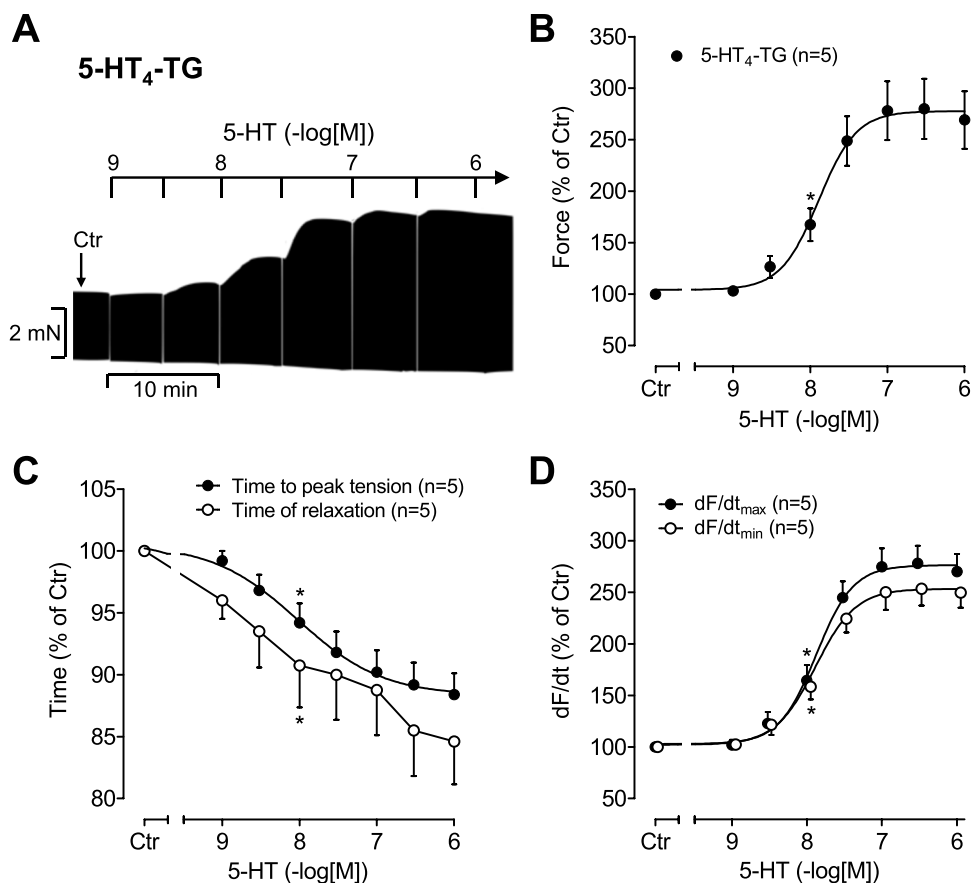 A
5-HT₄-TG
5-HT (-log[M])
9 8 7 6
Ctr
2 mN
10 min
B
350
300
250
200
150
100
50
Force (% of Ctr)
5-HT₄-TG (n=5)
*
Ctr 9 8 7 6
5-HT (-log[M])
C
105
100
95
90
85
80
Time (% of Ctr)
Time to peak tension (n=5)
Time of relaxation (n=5)
*
*
Ctr 9 8 7 6
5-HT (-log[M])
D
350
300
250
200
150
100
50
dF/dt (% of Ctr)
dF/dtmax (n=5)
dF/dtmin (n=5)
*
*
Ctr 9 8 7 6
5-HT (-log[M])